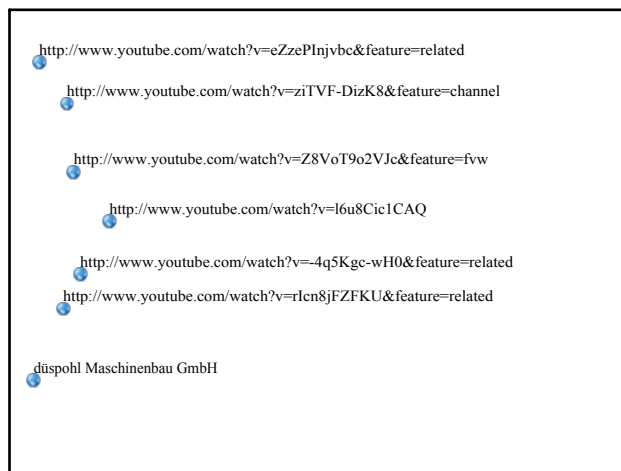 http://www.youtube.com/watch?v=eZzePInjvbc&feature=related
http://www.youtube.com/watch?v=ziTVF-DizK8&feature=channel
http://www.youtube.com/watch?v=Z8VoT9o2VJc&feature=fvw
http://www.youtube.com/watch?v=l6u8Cic1CAQ
http://www.youtube.com/watch?v=-4q5Kgc-wH0&feature=related
http://www.youtube.com/watch?v=rIcn8jFZFKU&feature=related
düspohl Maschinenbau GmbH